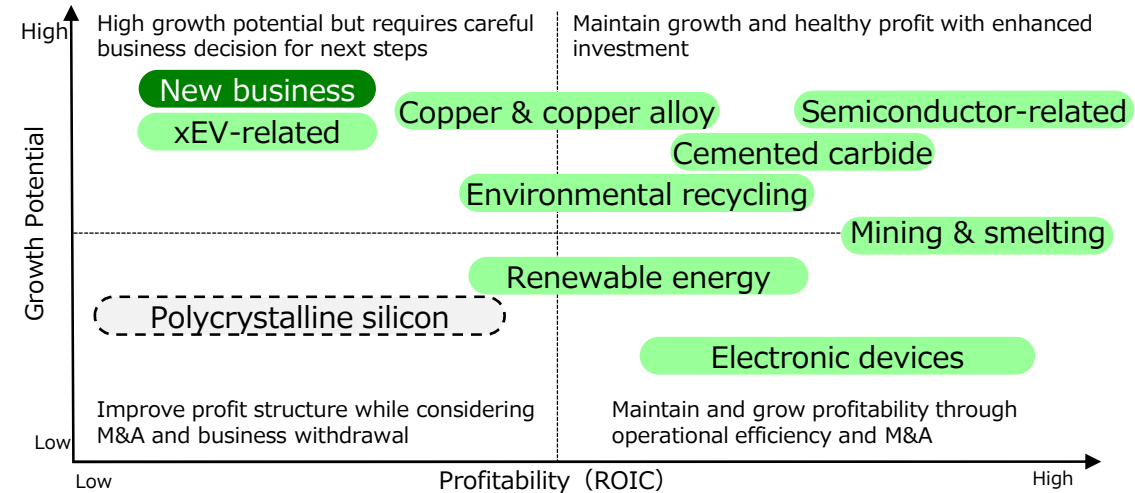 High
High growth potential but requires careful
business decision for next steps
Maintain growth and healthy profit with enhanced
investment
New business
xEV-related
Copper & copper alloy
Semiconductor-related
Cemented carbide
Environmental recycling
Mining & smelting
Growth Potential
Renewable energy
Polycrystalline silicon
Electronic devices
Improve profit structure while considering
M&A and business withdrawal
Maintain and grow profitability through
operational efficiency and M&A
Low
Low
Profitability（ROIC）
High